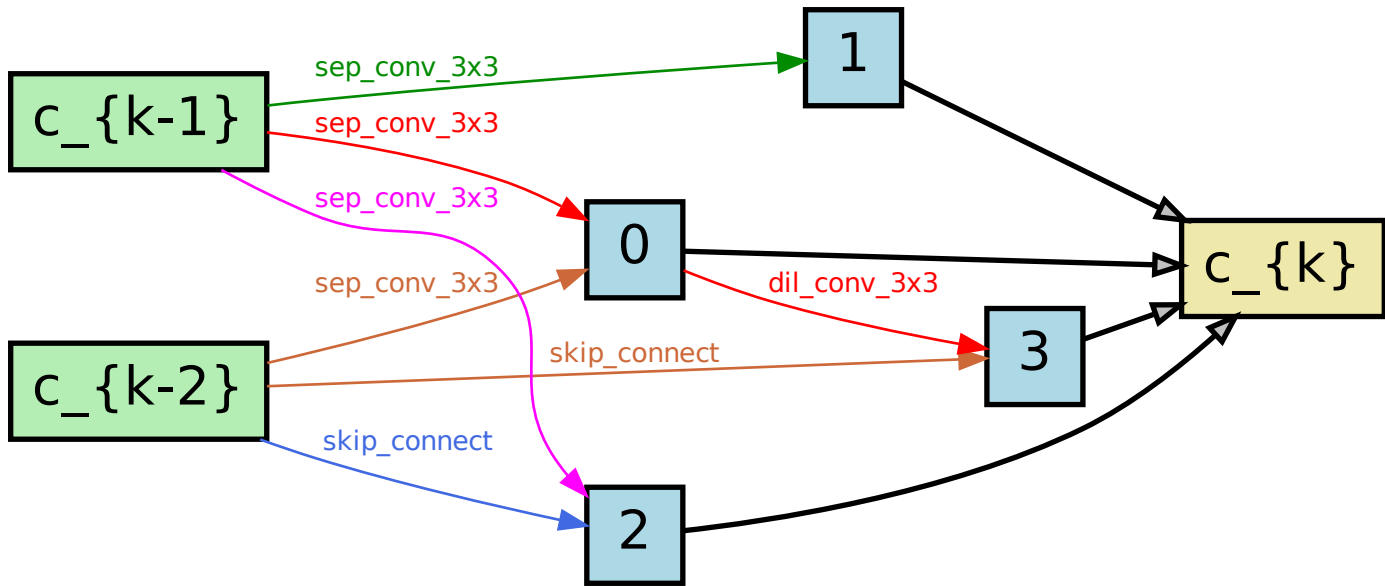 1
sep_conv_3x3
c_{k-1}
sep_conv_3x3
sep_conv_3x3
0
c_{k}
sep_conv_3x3
dil_conv_3x3
3
skip_connect
c_{k-2}
skip_connect
2